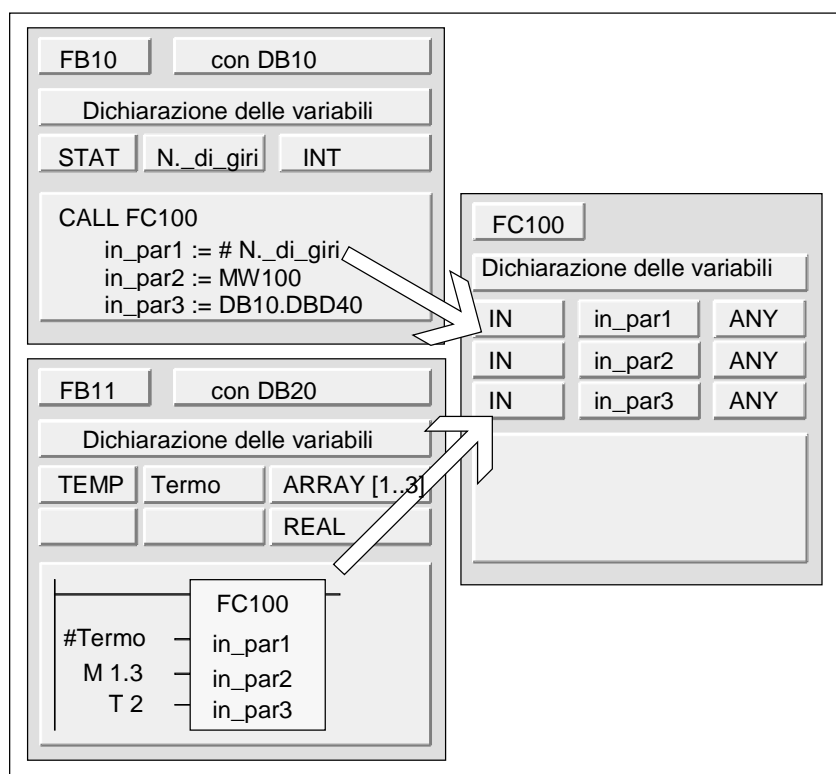 FB10 con DB10
Dichiarazione delle variabili
STAT N._di_giri INT
CALL FC100
in_par1 := # N._di_giri
in_par2 := MW100
in_par3 := DB10.DBD40
FB11 con DB20
Dichiarazione delle variabili
TEMP Termo ARRAY [1..3]
REAL
FC100
#Termo in_par1
M 1.3 in_par2
T 2 in_par3
FC100
Dichiarazione delle variabili
IN in_par1 ANY
IN in_par2 ANY
IN in_par3 ANY